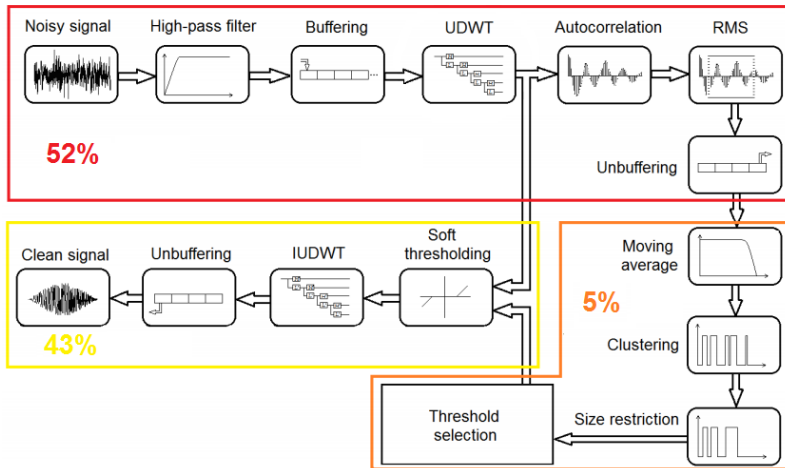 Noisy signal
High-pass filter
Buffering
UDWT
Autocorrelation
RMS
52%
Unbuffering
Clean signal
Unbuffering
IUDWT
Soft
thresholding
Moving
average
43%
5%
Clustering
Threshold
selection
Size restriction